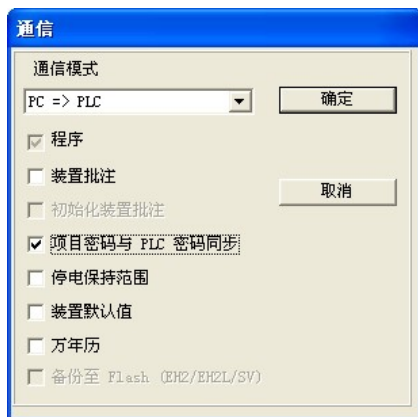 通信
通信模式
PC => PLC
确定
程序
装置批注
取消
初始化装置批注
项目密码与 PLC 密码同步
停电保持范围
装置默认值
万年历
备份至 Flash (EH2/EH2L/SV)